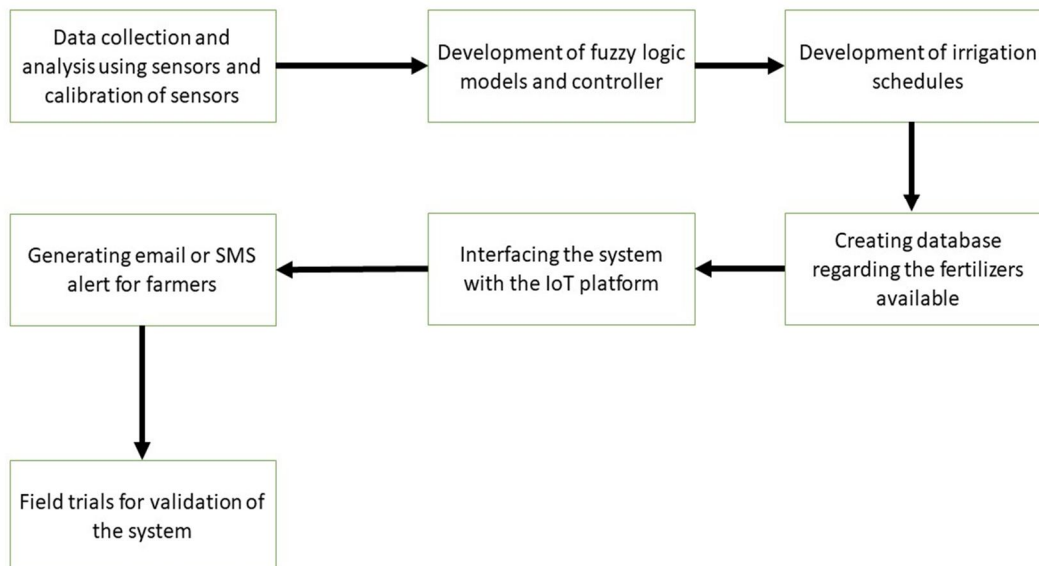 Data collection and
analysis using sensors and
calibration of sensors
Development of fuzzy logic
models and controller
Development of irrigation
schedules
Creating database
regarding the fertilizers
available
Interfacing the system
with the IoT platform
Generating email or SMS
alert for farmers
Field trials for validation of
the system